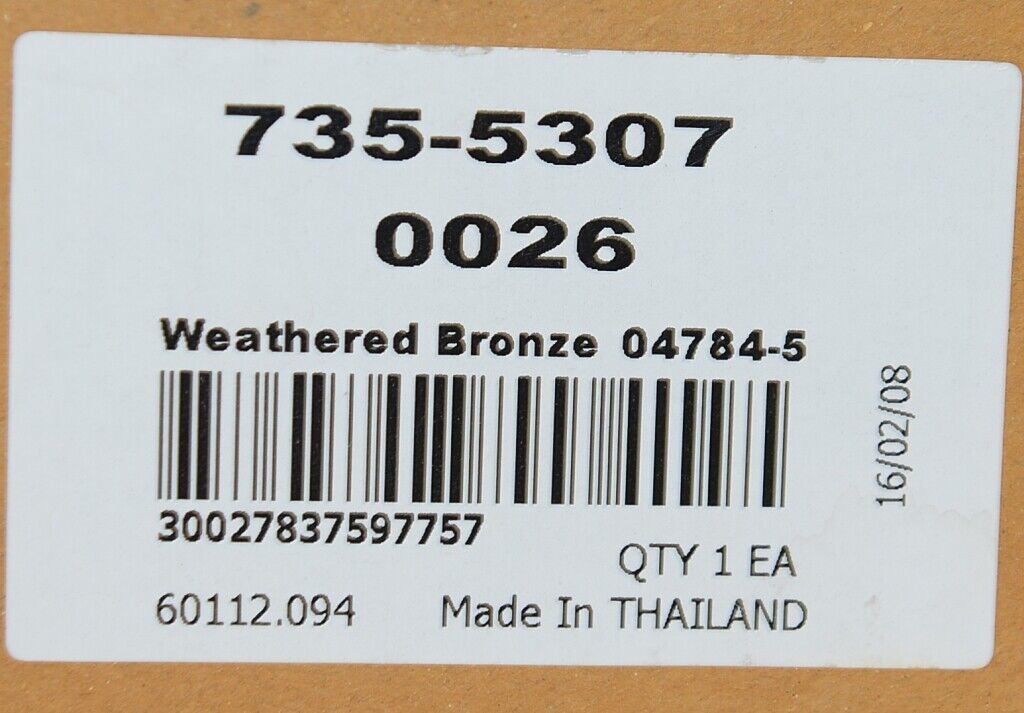 735-5307
0026
Weathered Bronze 04784-5
30027837597757
16/02/08
QTY 1 EA
60112.094 Made In THAILAND